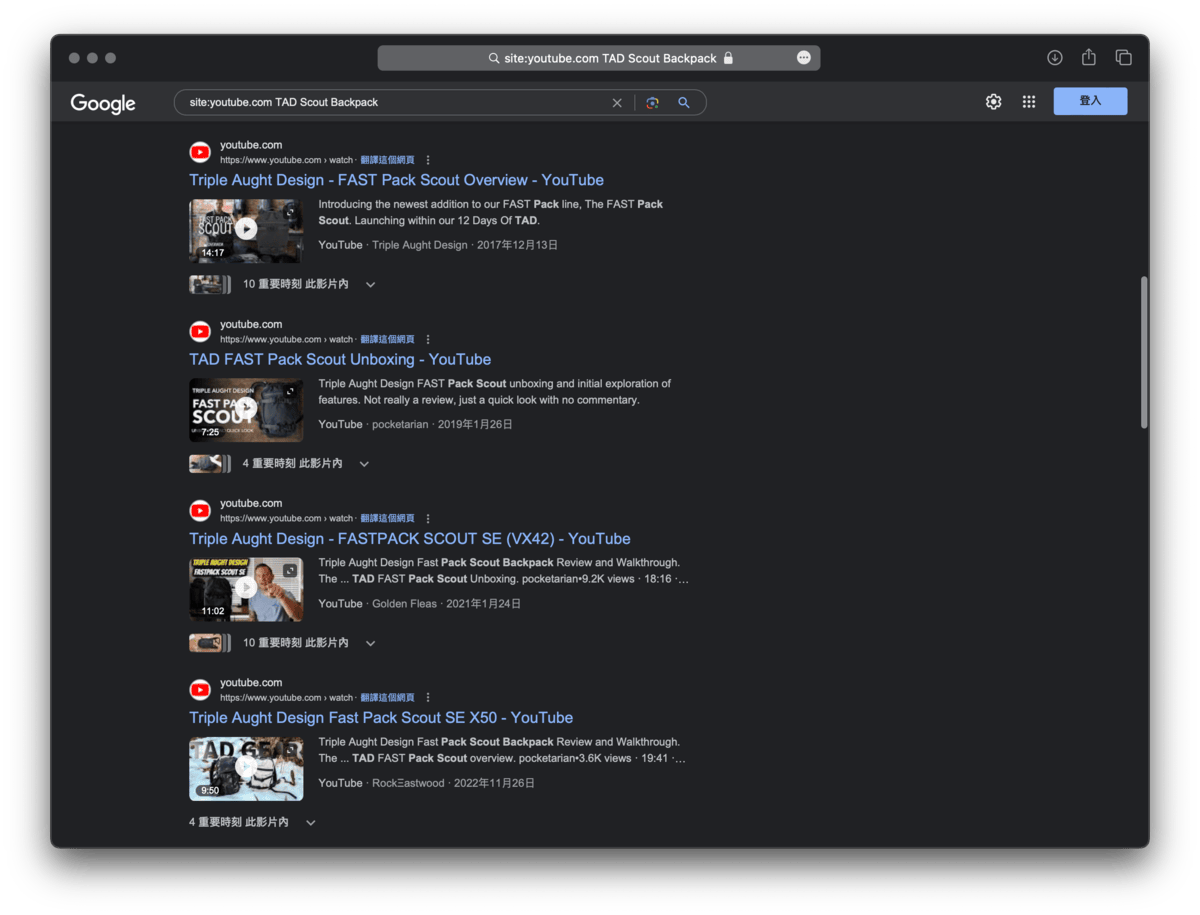 site:youtube.com TAD Scout Backpack
Google
site:youtube.com TAD Scout Backpack
登入
youtube.com
https://www.youtube.com › watch · 翻譯這個網頁
Triple Aught Design - FAST Pack Scout Overview - YouTube
FAST PACK
SCOUT
14:17
Introducing the newest addition to our FAST Pack line, The FAST Pack
Scout. Launching within our 12 Days Of TAD.
YouTube · Triple Aught Design · 2017年12月13日
10 重要時刻 此影片內
youtube.com
https://www.youtube.com › watch · 翻譯這個網頁
TAD FAST Pack Scout Unboxing - YouTube
TRIPLE AUGHT DESIGN
FAST PACK
SCOUT
7:25
Triple Aught Design FAST Pack Scout unboxing and initial exploration of
features. Not really a review, just a quick look with no commentary.
YouTube · pocketarian · 2019年1月26日
4 重要時刻 此影片內
youtube.com
https://www.youtube.com › watch · 翻譯這個網頁
Triple Aught Design - FASTPACK SCOUT SE (VX42) - YouTube
TRIPLE AUGHT DESIGN
FASTPACK SCOUT SE
11:02
Triple Aught Design Fast Pack Scout Backpack Review and Walkthrough.
The ... TAD FAST Pack Scout Unboxing. pocketarian•9.2K views · 18:16 ·…
YouTube · Golden Fleas · 2021年1月24日
10 重要時刻 此影片內
youtube.com
https://www.youtube.com › watch · 翻譯這個網頁
Triple Aught Design Fast Pack Scout SE X50 - YouTube
TAD GEAR
9:50
Triple Aught Design Fast Pack Scout Backpack Review and Walkthrough.
The ... TAD FAST Pack Scout overview. pocketarian•3.6K views · 19:41 ·…
YouTube · RockΞastwood · 2022年11月26日
4 重要時刻 此影片內